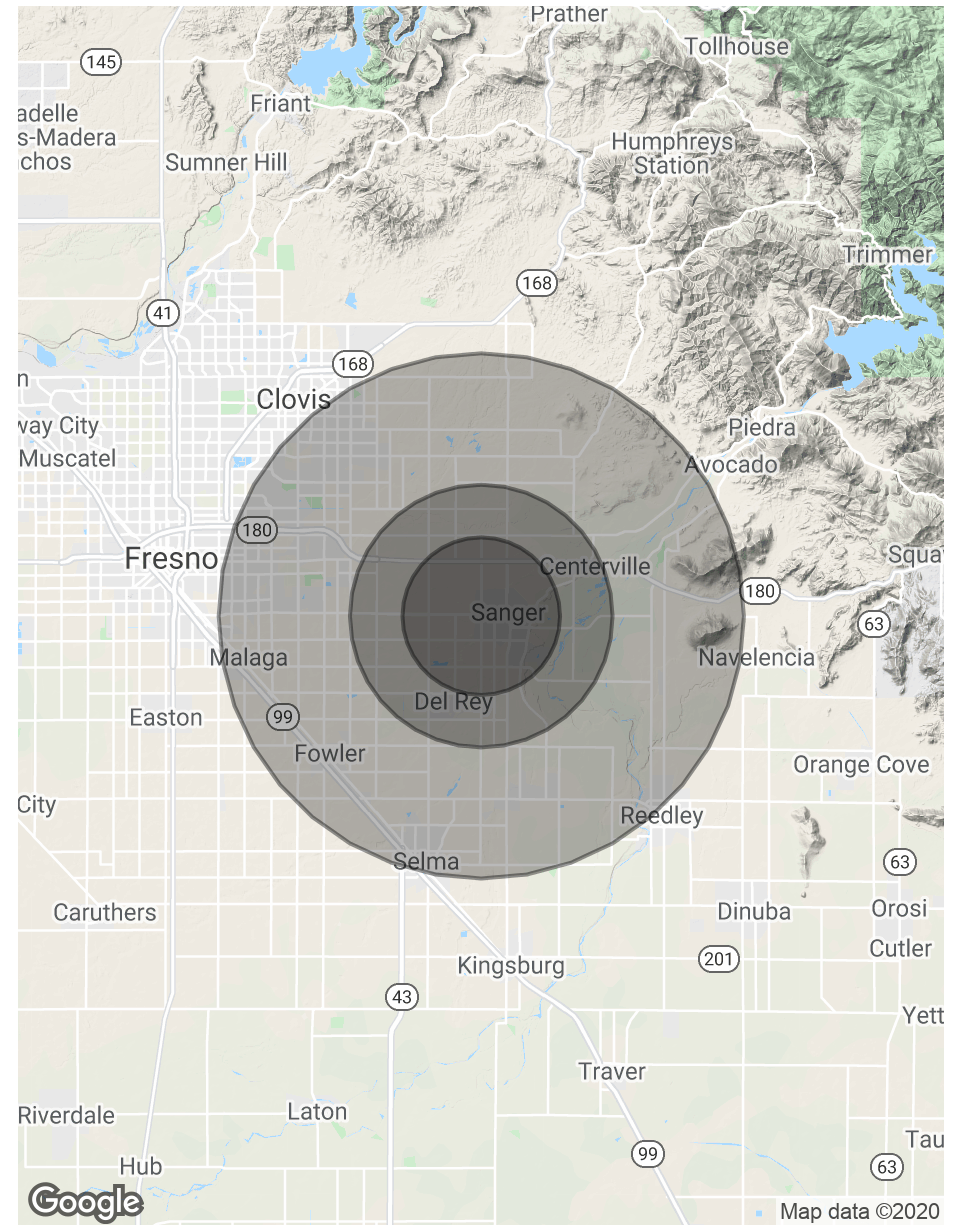 Prather
Tollhouse
145
Friant
adelle
s-Madera
chos
Humphreys
Station
Sumner Hill
Trimmer
168
41
168
n
Clovis
way City
Piedra
Muscatel
Avocado
180
Fresno
Squa
Centerville
180
Sanger
63
Malaga
Navelencia
Del Rey
Easton
99
Fowler
Orange Cove
City
Reedley
Selma
63
Caruthers
Dinuba
Orosi
Cutler
Kingsburg
201
43
Yett
Traver
Riverdale
Laton
Tau
99
Hub
63
Google
Map data ©2020